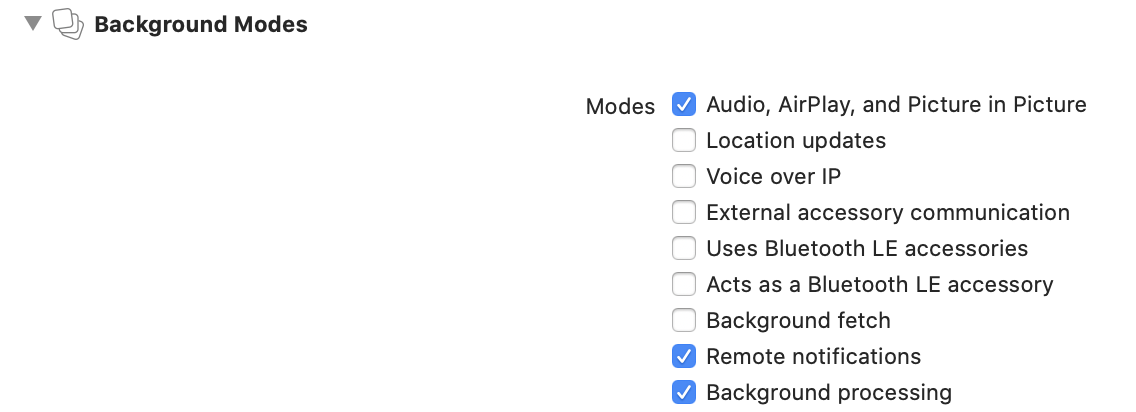 Background Modes
Modes Audio, AirPlay, and Picture in Picture
Location updates
Voice over IP
External accessory communication
Uses Bluetooth LE accessories
Acts as a Bluetooth LE accessory
Background fetch
Remote notifications
Background processing